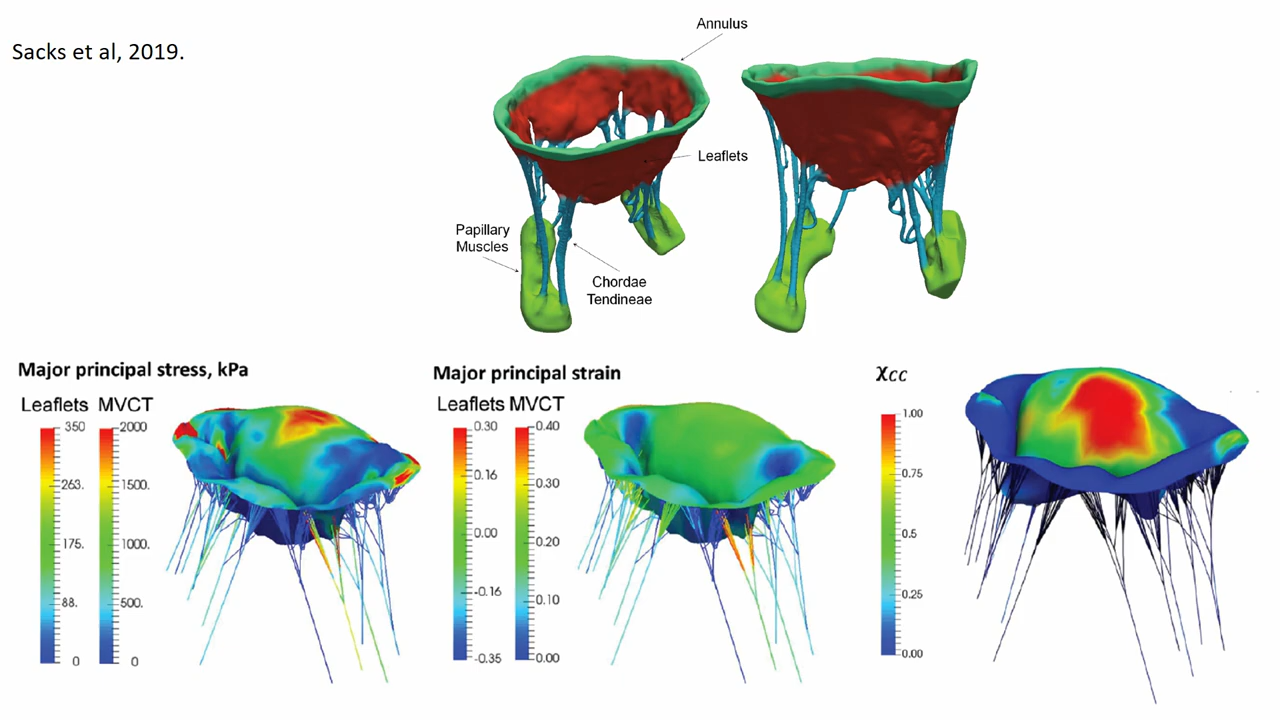 Sacks et al, 2019.
Annulus
Leaflets
Papillary
Muscles
Chordae
Tendineae
Major principal stress, kPa
Leaflets MVCT
350
263.
175.
88.
0
2000
1500.
1000.
500.
0
Major principal strain
Leaflets MVCT
0.30
0.16
0.00
-0.16
-0.35
0.40
0.30
0.20
0.10
0.00
χCC
1.00
0.75
0.5
0.25
0.00